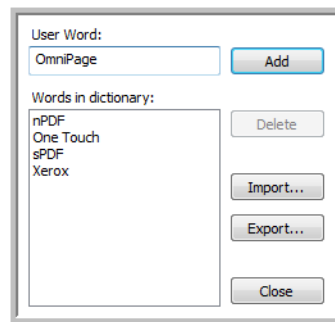 User Word:
OmniPage
Add
Words in dictionary:
nPDF
One Touch
sPDF
Xerox
Delete
Import...
Export...
Close